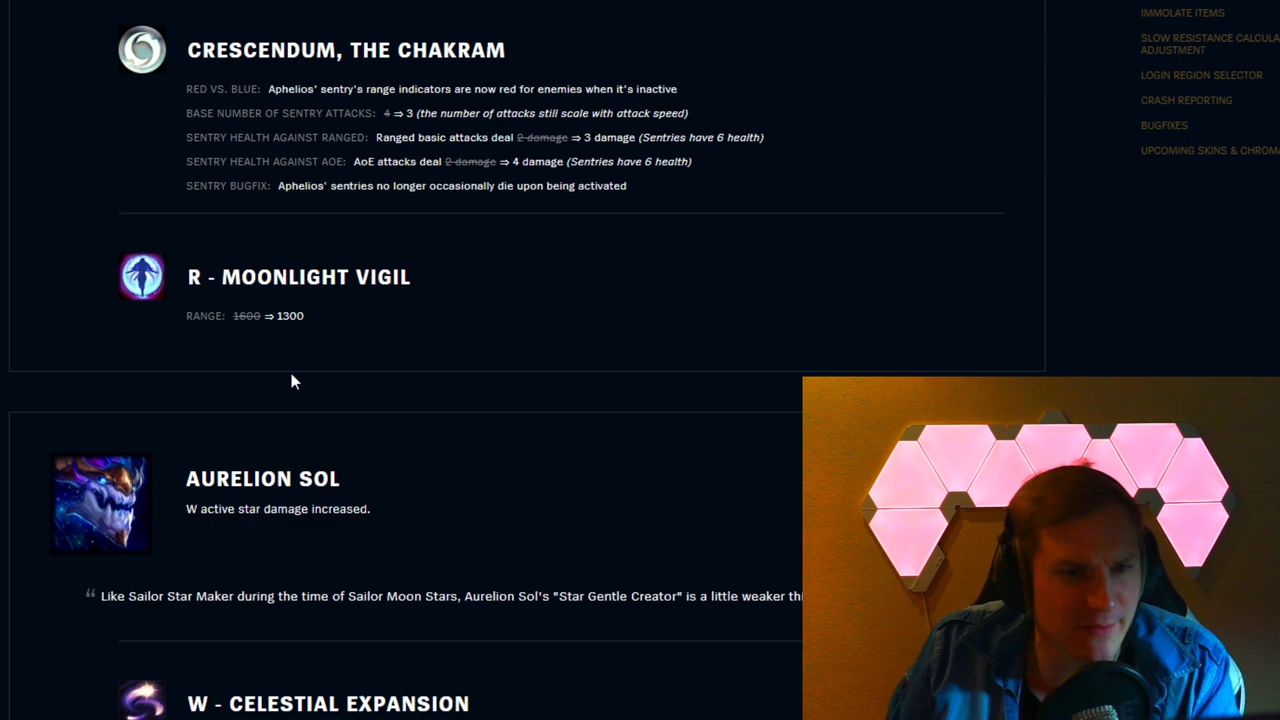 CRESCENDUM, THE CHAKRAM
RED VS. BLUE: Aphelios' sentry's range indicators are now red for enemies when it's inactive
BASE NUMBER OF SENTRY ATTACKS: 4 ⇒ 3 (the number of attacks still scale with attack speed)
SENTRY HEALTH AGAINST RANGED: Ranged basic attacks deal 2 damage ⇒ 3 damage (Sentries have 6 health)
SENTRY HEALTH AGAINST AOE: AoE attacks deal 2 damage ⇒ 4 damage (Sentries have 6 health)
SENTRY BUGFIX: Aphelios' sentries no longer occasionally die upon being activated
R - MOONLIGHT VIGIL
RANGE: 1600 ⇒ 1300
AURELION SOL
W active star damage increased.
“ Like Sailor Star Maker during the time of Sailor Moon Stars, Aurelion Sol's "Star Gentle Creator" is a little weaker
W - CELESTIAL EXPANSION
IMMOLATE ITEMS
SLOW RESISTANCE
ADJUSTMENT
LOGIN REGION SELECTOR
CRASH REPORTING
BUGFIXES
UPCOMING SKINS &